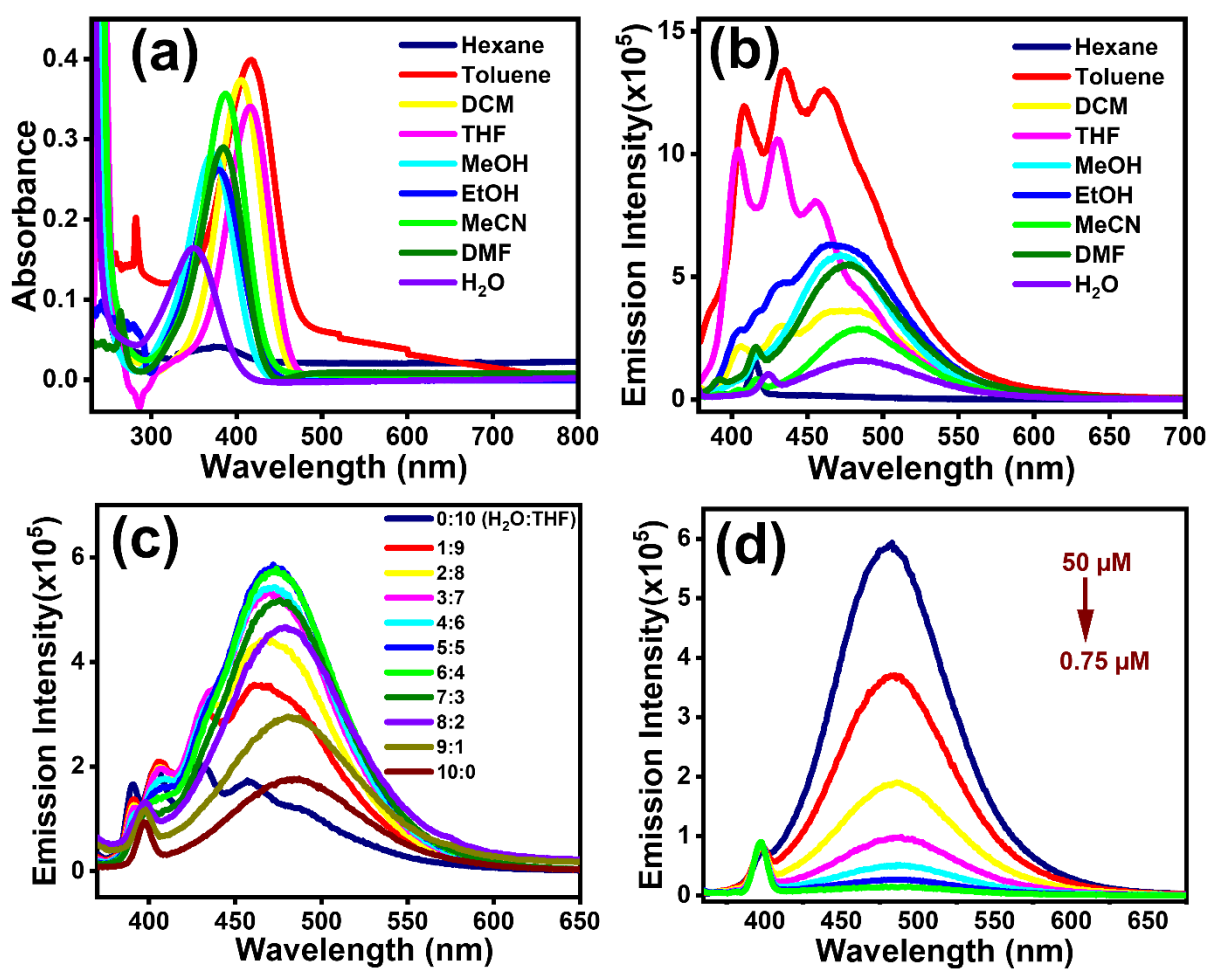 (a)
Hexane
Toluene
DCM
THF
MeOH
EtOH
MeCN
DMF
H₂O
Absorbance
0.4
0.3
0.2
0.1
0.0
300 400 500 600 700 800
Wavelength (nm)
(b)
Hexane
Toluene
DCM
THF
MeOH
EtOH
MeCN
DMF
H₂O
Emission Intensity(x10⁵)
15
10
5
0
400 450 500 550 600 650 700
Wavelength (nm)
(c)
0:10 (H₂O:THF)
1:9
2:8
3:7
4:6
5:5
6:4
7:3
8:2
9:1
10:0
Emission Intensity(x10⁵)
6
4
2
0
400 450 500 550 600 650
Wavelength (nm)
(d)
50 µM
0.75 µM
Emission Intensity(x10⁵)
6
5
4
3
2
1
0
400 450 500 550 600 650
Wavelength (nm)